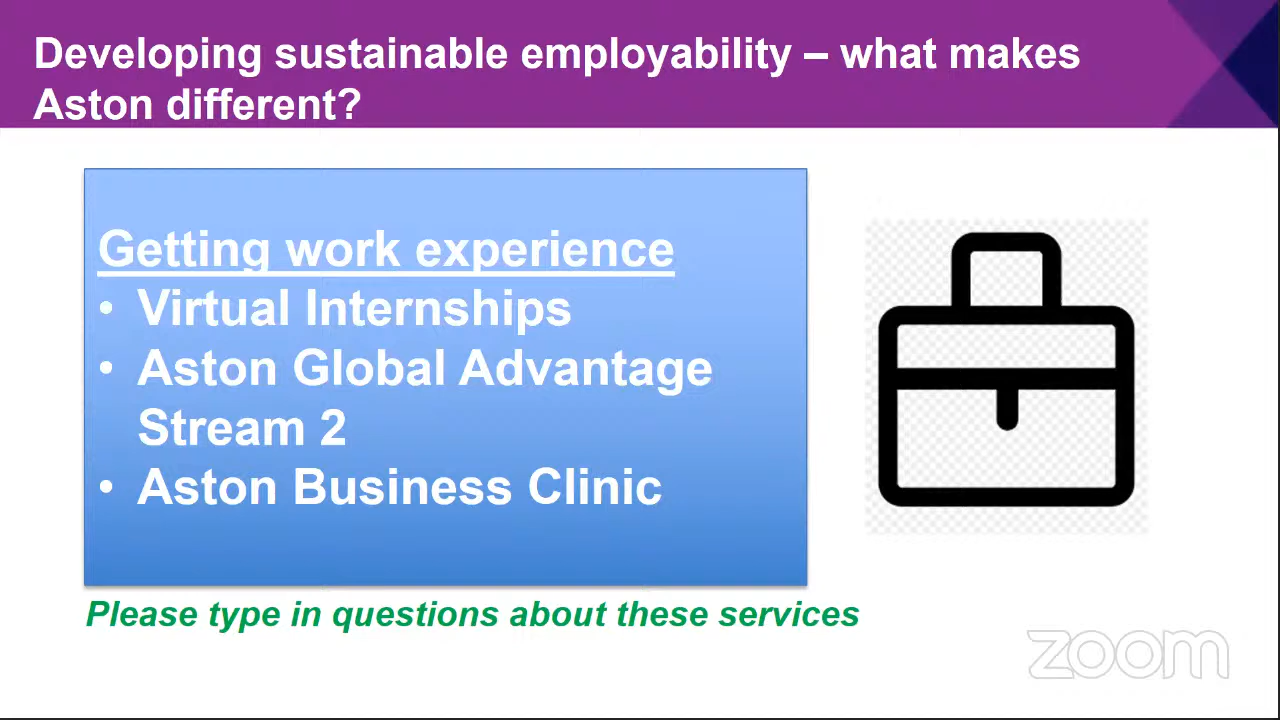 Developing sustainable employability – what makes
Aston different?
Getting work experience
• Virtual Internships
• Aston Global Advantage
Stream 2
• Aston Business Clinic
Please type in questions about these services
zoom